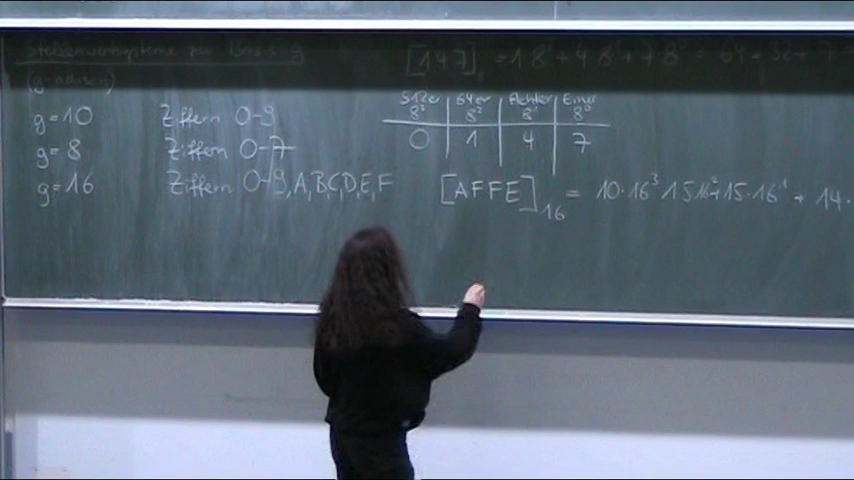 Stellenwertsysteme zur Basis g
(g-adisch)
[147]₈ = 1·8² + 4·8¹ + 7·8⁰ = 64 + 32 + 7
512er 64er Achter Einer
8³ 8² 8¹ 8⁰
0 1 4 7
g=10 Ziffern 0-9
g=8 Ziffern 0-7
g=16 Ziffern 0-9,A,B,C,D,E,F
[AFFE]₁₆ = 10·16³ 15 16²+15·16¹ + 14·